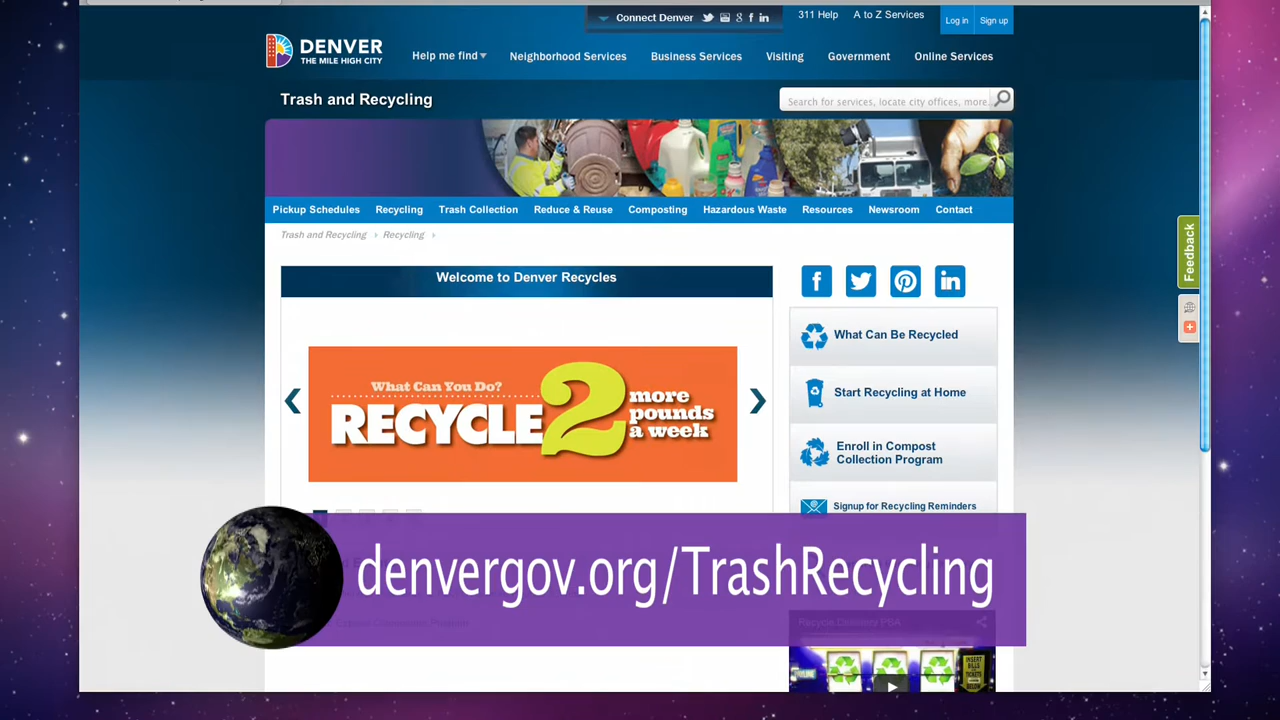 Connect Denver
311 Help
A to Z Services
Log in
Sign up
DENVER
THE MILE HIGH CITY
Help me find
Neighborhood Services
Business Services
Visiting
Government
Online Services
Trash and Recycling
Search for services, locate city offices, more.
Pickup Schedules
Recycling
Trash Collection
Reduce & Reuse
Composting
Hazardous Waste
Resources
Newsroom
Contact
Trash and Recycling
Recycling
Feedback
Welcome to Denver Recycles
What Can You Do?
RECYCLE 2 more
pounds
a week
What Can Be Recycled
Start Recycling at Home
Enroll in Compost
Collection Program
Signup for Recycling Reminders
denvergov.org/TrashRecycling
INSERT
BILLS